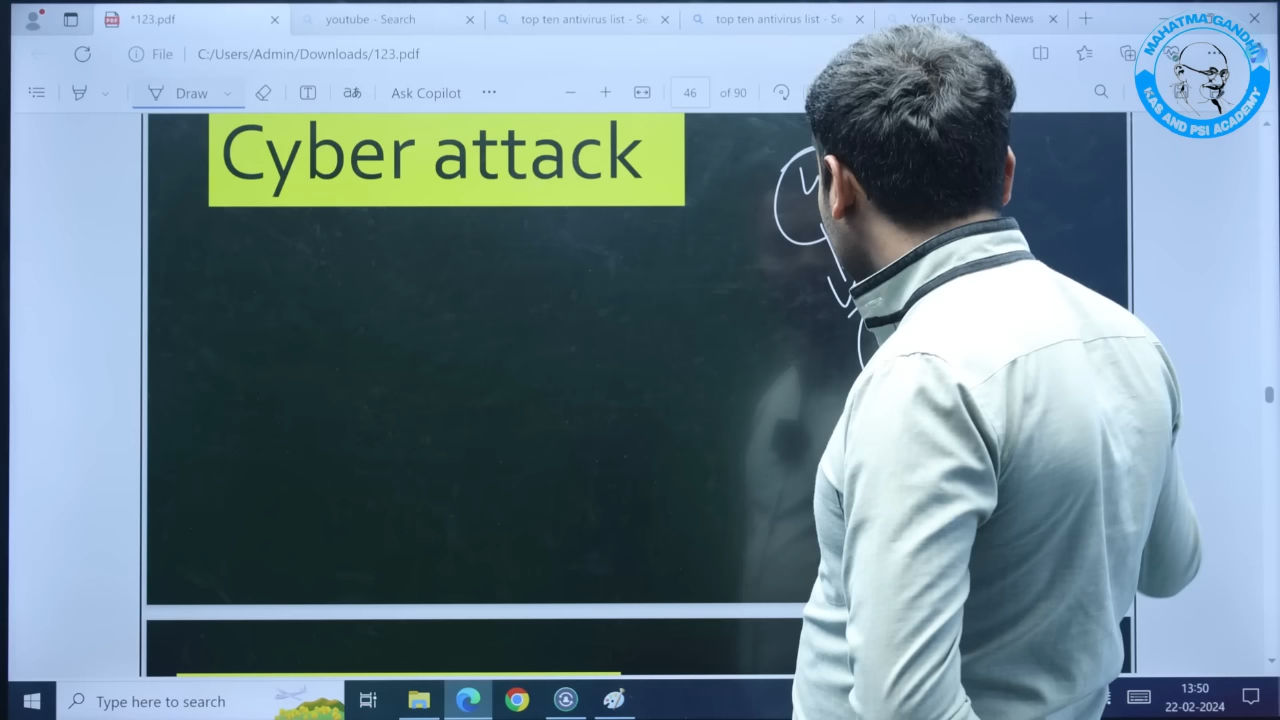 *123.pdf
youtube - Search
top ten antivirus list - Se
top ten antivirus list - Se
YouTube - Search News
File
C:/Users/Admin/Downloads/123.pdf
Draw
aあ
Ask Copilot
46
of 90
MAHATMA GANDHI
KAS AND PSI ACADEMY
Cyber attack
Type here to search
13:50
22-02-2024